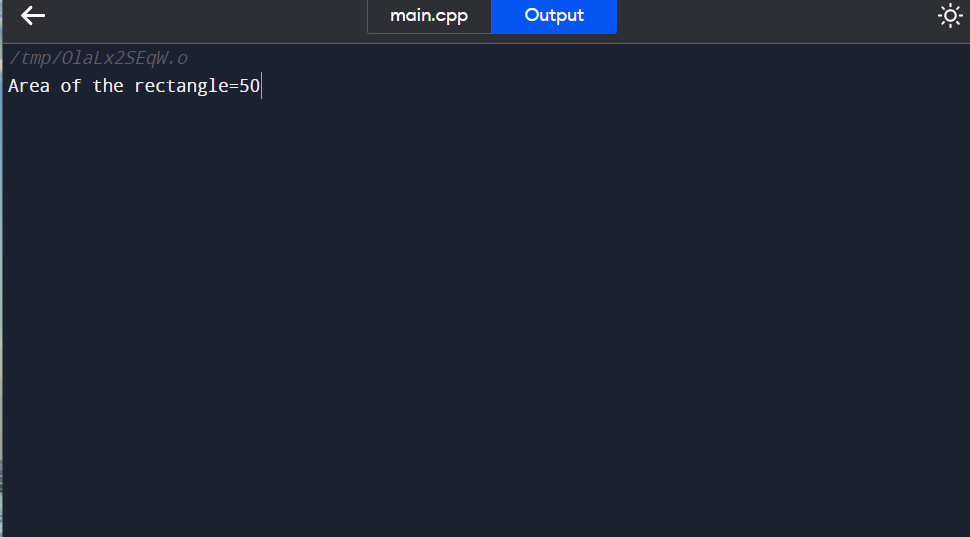 main.cpp Output
/tmp/OlaLx2SEqW.o
Area of the rectangle=50